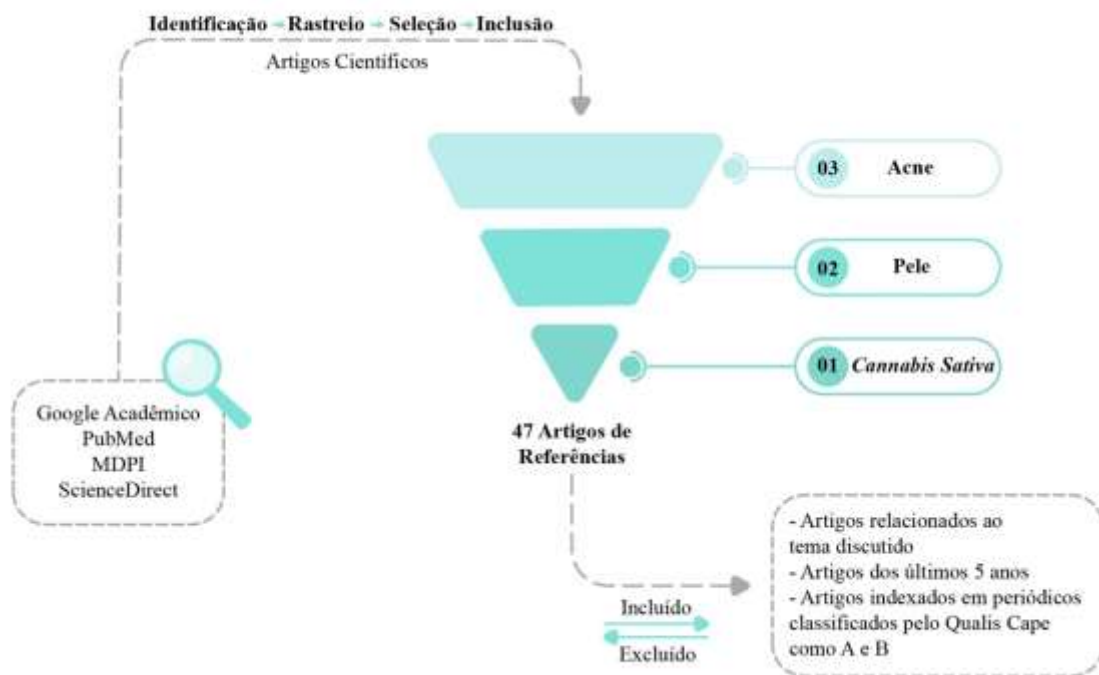 Identificação Rastreio Seleção Inclusão
Artigos Científicos
03 Acne
02 Pele
01 Cannabis Sativa
Google Acadêmico
PubMed
MDPI
ScienceDirect
47 Artigos de
Referências
- Artigos relacionados ao
tema discutido
- Artigos dos últimos 5 anos
- Artigos indexados em periódicos
classificados pelo Qualis Cape
como A e B
Incluído
Excluído